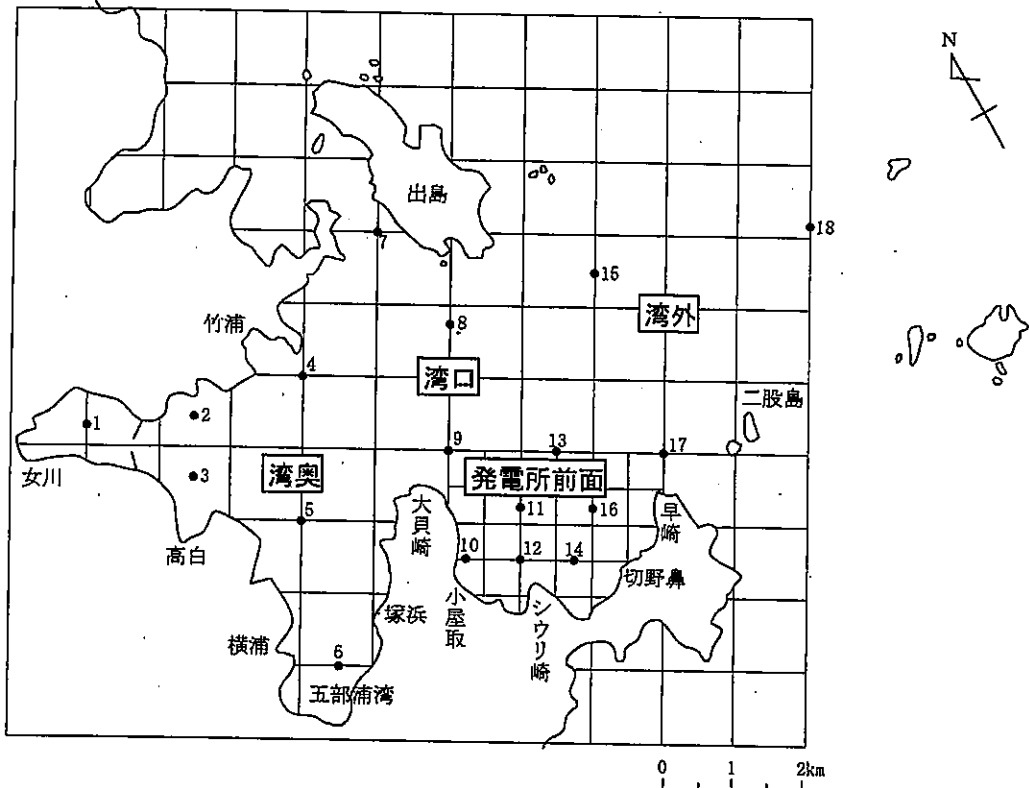 N
出島
7
18
15
湾外
竹浦
8
4
湾口
二股島
1
2
9
13
17
女川
3
湾奥
発電所前面
大貝崎
11
16
早崎
5
高白
10
12
14
切野鼻
小屋取
シウリ崎
塚浜
横浦
6
五部浦湾
0 1 2km